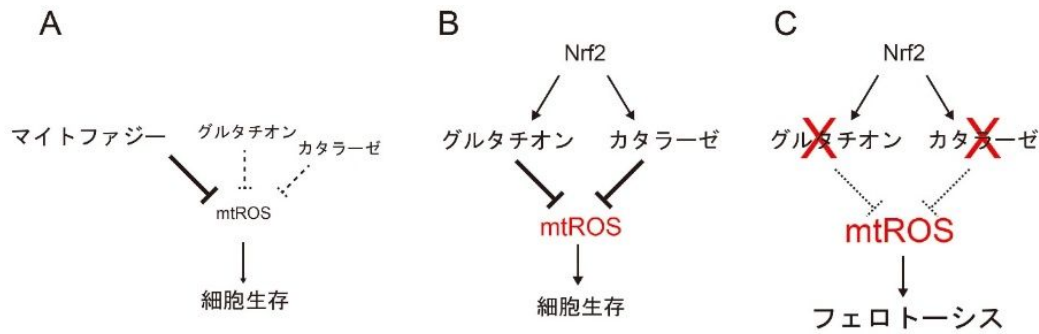 A
マイトファジー
グルタチオン
カタラーゼ
mtROS
細胞生存
B
Nrf2
グルタチオン
カタラーゼ
mtROS
細胞生存
C
Nrf2
グルタチオン
カタラーゼ
X
X
mtROS
フェロトーシス